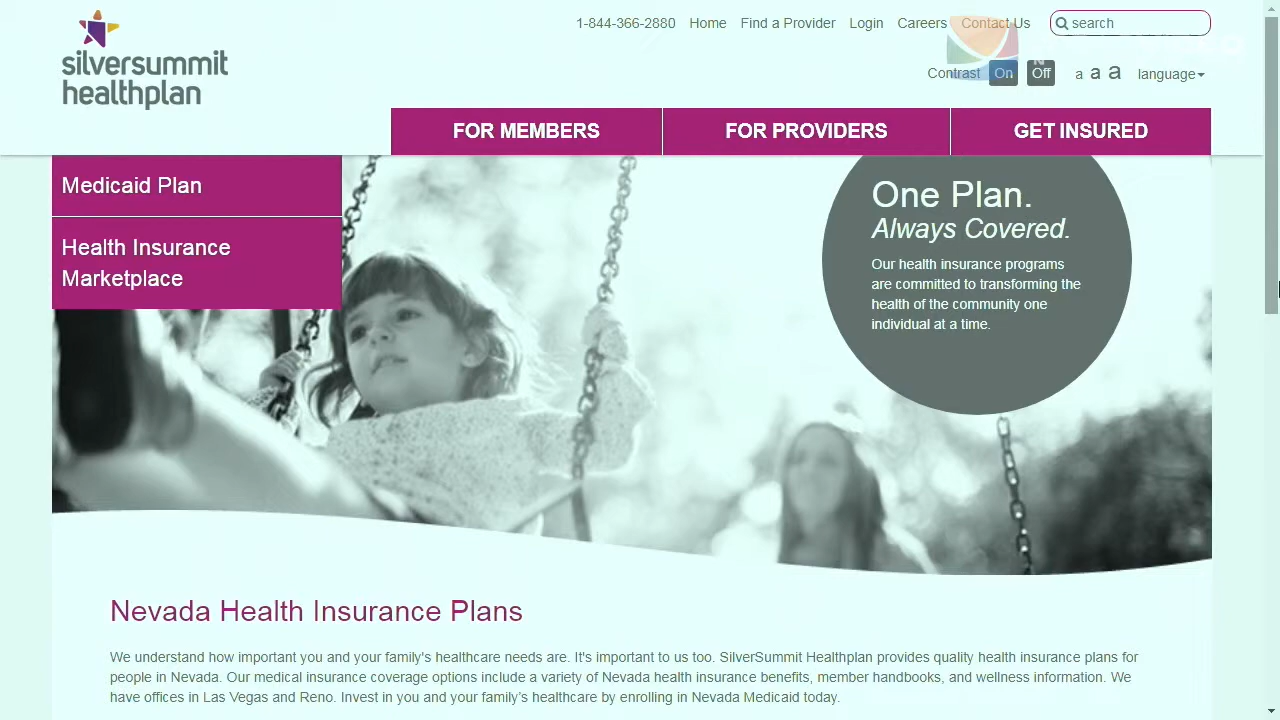 1-844-366-2880 Home Find a Provider Login Careers Contact Us search
silversummit
healthplan
Contrast On Off a a a language
FOR MEMBERS FOR PROVIDERS GET INSURED
Medicaid Plan
Health Insurance
Marketplace
One Plan.
Always Covered.
Our health insurance programs
are committed to transforming the
health of the community one
individual at a time.
Nevada Health Insurance Plans
We understand how important you and your family's healthcare needs are. It's important to us too. SilverSummit Healthplan provides quality health insurance plans for
people in Nevada. Our medical insurance coverage options include a variety of Nevada health insurance benefits, member handbooks, and wellness information. We
have offices in Las Vegas and Reno. Invest in you and your family’s healthcare by enrolling in Nevada Medicaid today.